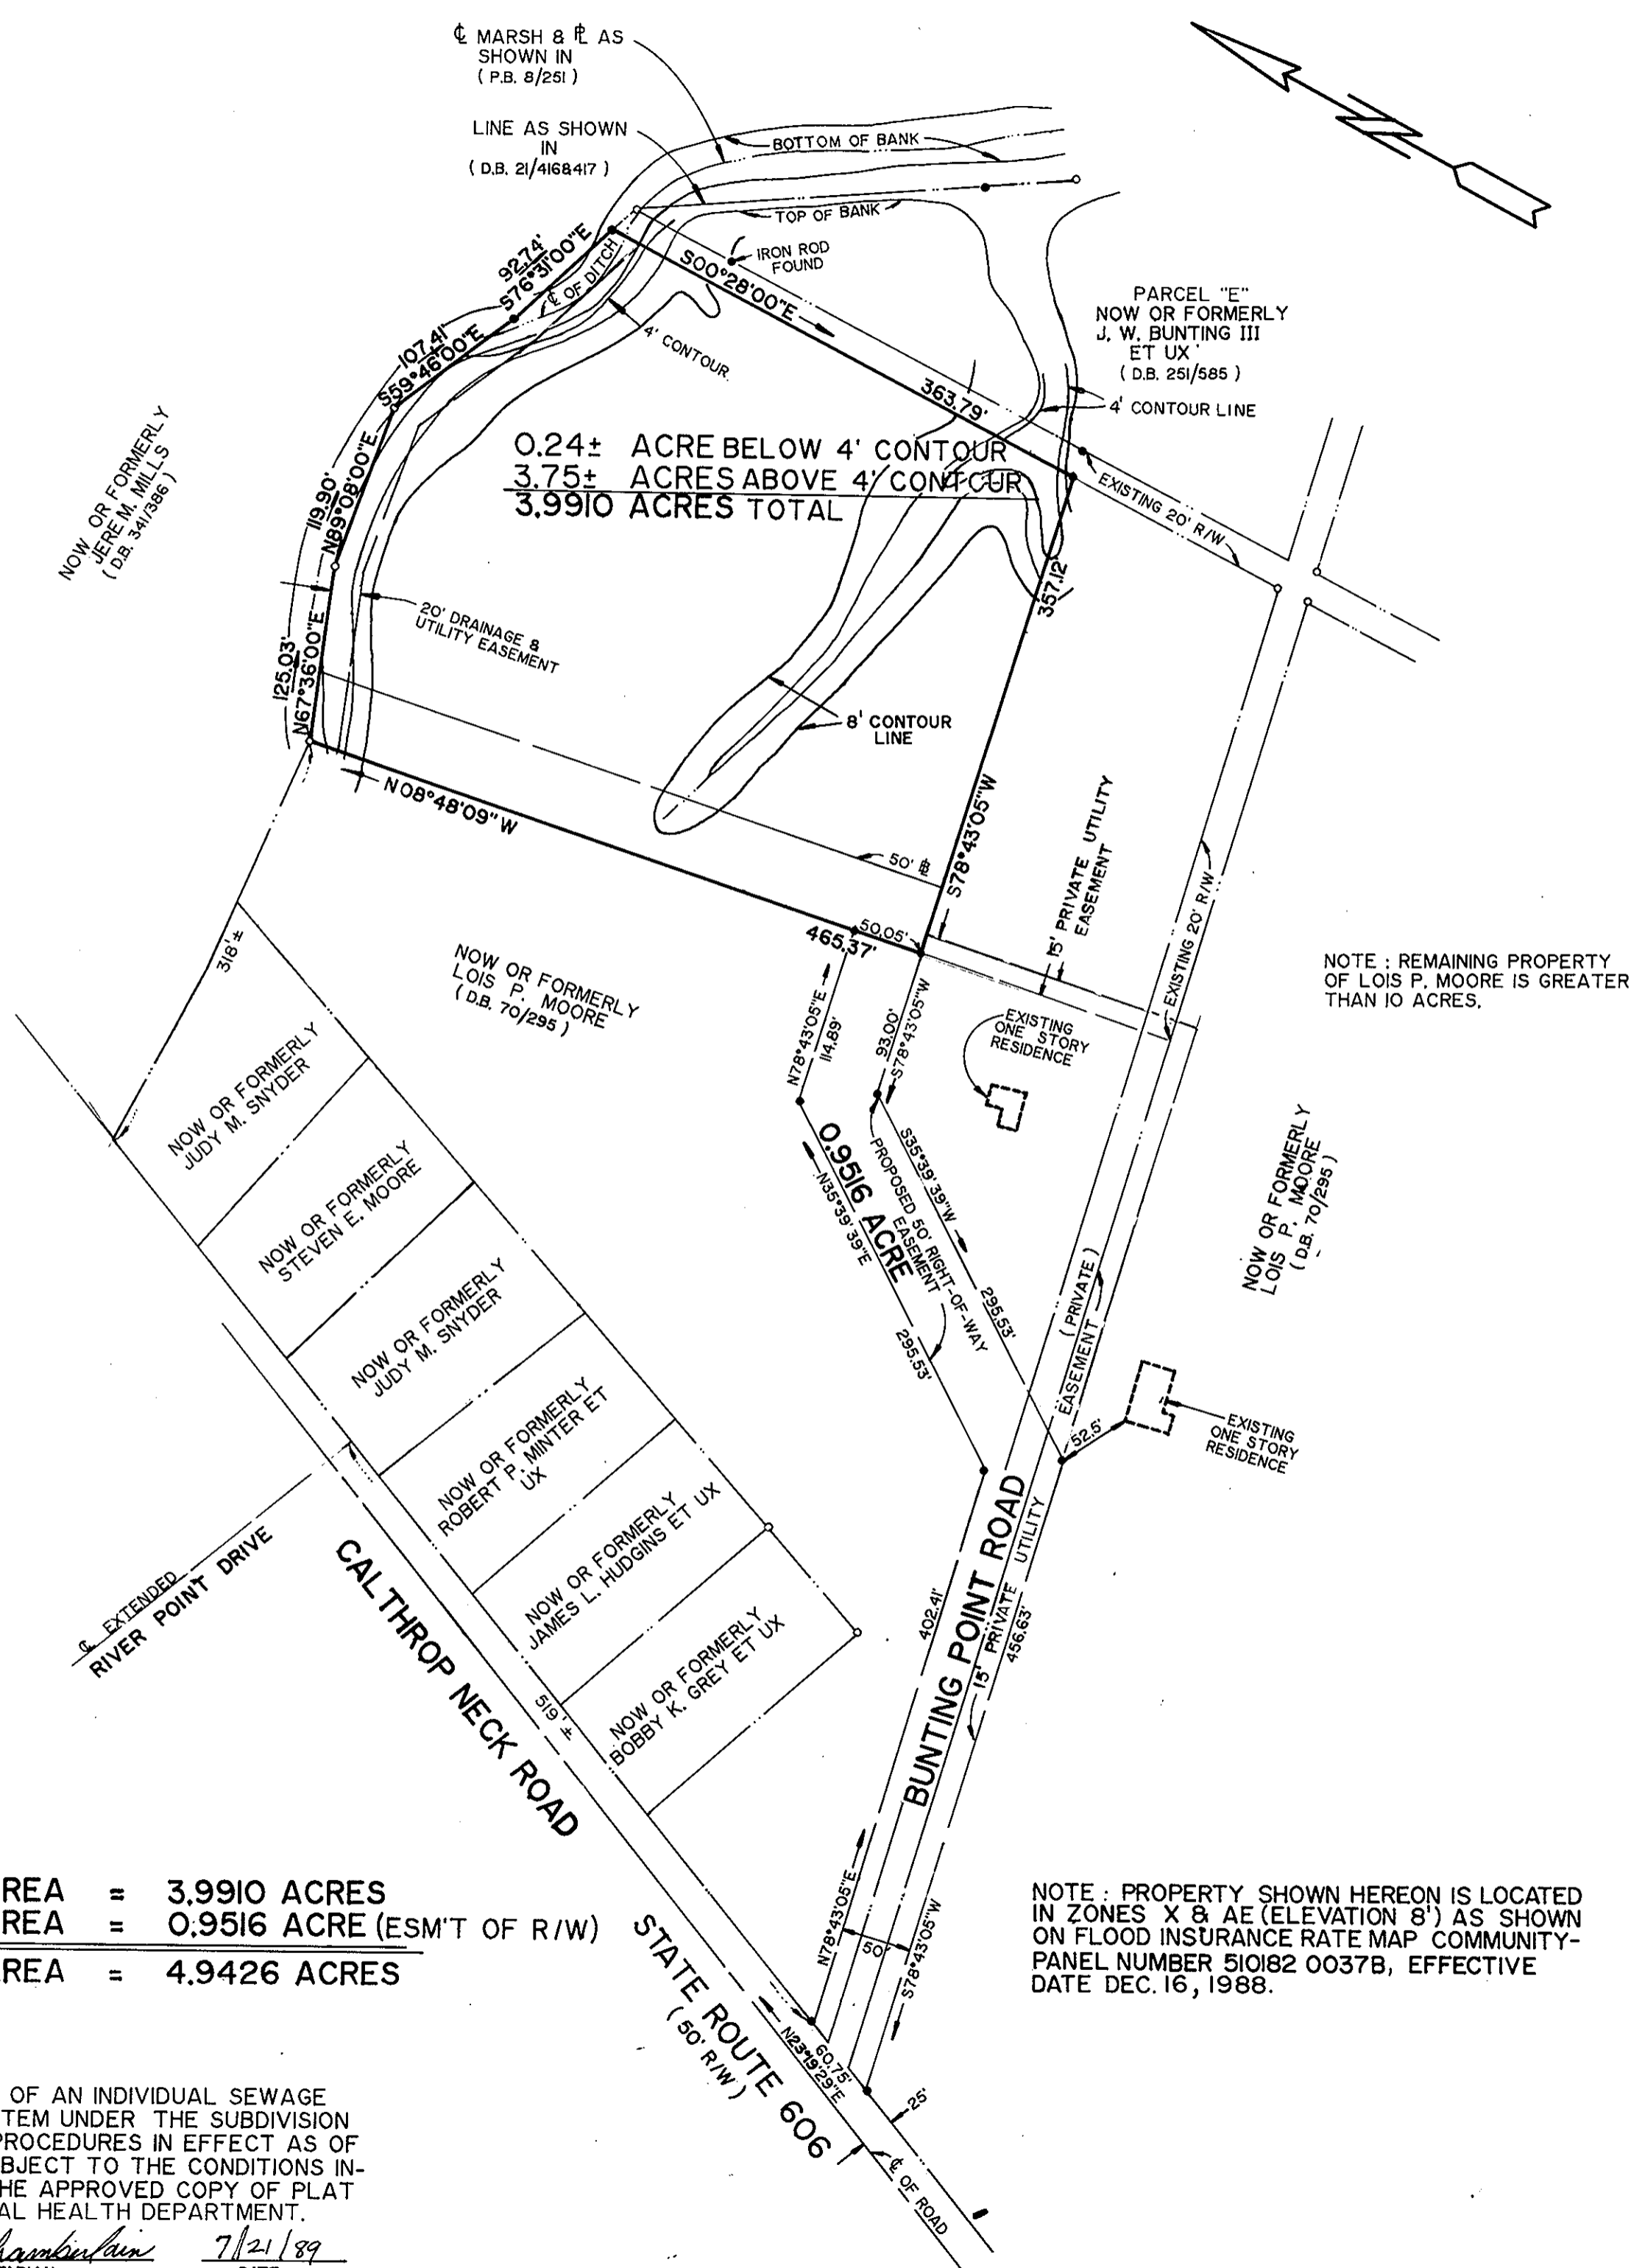 ℄ MARSH & ⅊ AS
SHOWN IN
( P.B. 8/251 )
LINE AS SHOWN
IN
( D.B. 21/416&417 )
BOTTOM OF BANK
TOP OF BANK
IRON ROD
FOUND
92.74'
S76°31'00"E
℄ OF DITCH
S00°28'00"E
363.79'
107.41'
S59°46'00"E
4' CONTOUR
PARCEL "E"
NOW OR FORMERLY
J. W. BUNTING III
ET UX
( D.B. 251/585 )
4' CONTOUR LINE
NOW OR FORMERLY
JERE M. MILLS
( D.B. 341/386 )
119.90'
N89°08'00"E
0.24± ACRE BELOW 4' CONTOUR
3.75± ACRES ABOVE 4' CONTOUR
3.9910 ACRES TOTAL
EXISTING 20' R/W
357.12'
20' DRAINAGE &
UTILITY EASEMENT
125.03'
N67°36'00"E
8' CONTOUR
LINE
N08°48'09"W
S78°43'05"W
50'
15' PRIVATE UTILITY
EASEMENT
EXISTING 20' R/W
50.05'
465.37'
318'±
NOW OR FORMERLY
LOIS P. MOORE
( D.B. 70/295 )
NOTE : REMAINING PROPERTY
OF LOIS P. MOORE IS GREATER
THAN 10 ACRES.
N78°43'05"E
114.89'
93.00'
S78°43'05"W
EXISTING
ONE STORY
RESIDENCE
NOW OR FORMERLY
JUDY M. SNYDER
NOW OR FORMERLY
STEVEN E. MOORE
NOW OR FORMERLY
JUDY M. SNYDER
NOW OR FORMERLY
ROBERT P. MINTER ET
UX
NOW OR FORMERLY
JAMES L. HUDGINS ET UX
NOW OR FORMERLY
BOBBY K. GREY ET UX
0.9516 ACRE
N35°39'39"E
295.53'
PROPOSED 50' RIGHT-OF-WAY
EASEMENT
S35°39'39"W
295.53'
NOW OR FORMERLY
LOIS P. MOORE
( D.B. 70/295 )
( PRIVATE )
EASEMENT
52.5'
EXISTING
ONE STORY
RESIDENCE
℄ EXTENDED
RIVER POINT DRIVE
CALTHROP NECK ROAD
519'±
402.41'
BUNTING POINT ROAD
15' PRIVATE UTILITY
456.63'
N78°43'05"E
50'
S78°43'05"W
REA = 3.9910 ACRES
REA = 0.9516 ACRE (ESM'T OF R/W)
REA = 4.9426 ACRES
STATE ROUTE 606
( 50' R/W )
60.75'
N23°19'29"E
25'
℄ OF ROAD
NOTE : PROPERTY SHOWN HEREON IS LOCATED
IN ZONES X & AE (ELEVATION 8') AS SHOWN
ON FLOOD INSURANCE RATE MAP COMMUNITY-
PANEL NUMBER 510182 0037B, EFFECTIVE
DATE DEC. 16, 1988.
OF AN INDIVIDUAL SEWAGE
TEM UNDER THE SUBDIVISION
PROCEDURES IN EFFECT AS OF
BJECT TO THE CONDITIONS IN-
HE APPROVED COPY OF PLAT
AL HEALTH DEPARTMENT.
hamberlain 7/21/89